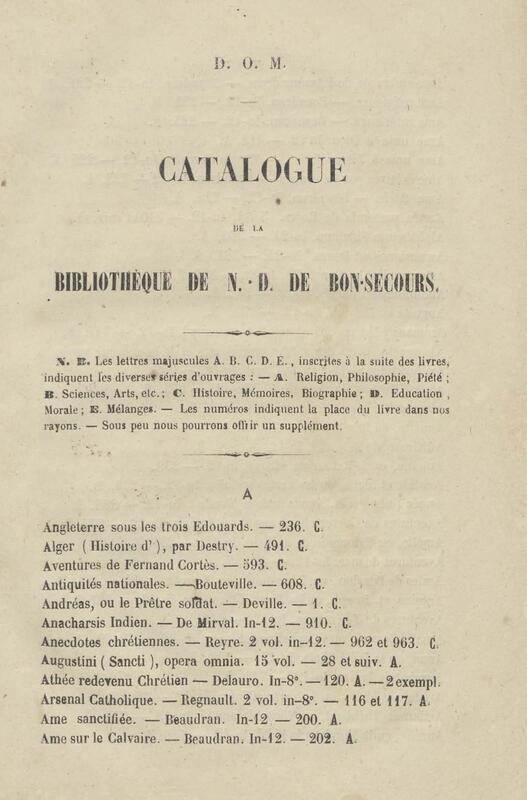 D. O. M.
CATALOGUE
DE LA
BIBLIOTHÈQUE DE N.-D. DE BON-SECOURS.
N. B. Les lettres majuscules A. B. C. D. E., inscrites à la suite des livres,
indiquent les diverses séries d'ouvrages : — A. Religion, Philosophie, Piété ;
B. Sciences, Arts, etc.; C. Histoire, Mémoires, Biographie ; D. Education,
Morale ; E. Mélanges. — Les numéros indiquent la place du livre dans nos
rayons. — Sous peu nous pourrons offrir un supplément.
A
Angleterre sous les trois Edouards. — 236. C.
Alger ( Histoire d' ), par Destry. — 491. C.
Aventures de Fernand Cortès. — 593. C.
Antiquités nationales. — Bouteville. — 608. C.
Andréas, ou le Prêtre soldat. — Deville. — 1. C.
Anacharsis Indien. — De Mirval. In-12. — 910. C.
Anecdotes chrétiennes. — Reyre. 2 vol. in-12. — 962 et 963. C.
Augustini ( Sancti ), opera omnia. 15 vol. — 28 et suiv. A.
Athée redevenu Chrétien — Delauro. In-8°. — 120. A. — 2 exempl.
Arsenal Catholique. — Regnault. 2 vol. in-8° — 116 et 117. A.
Ame sanctifiée. — Beaudran. In-12 — 200. A.
Ame sur le Calvaire. — Beaudran. In-12. — 202. A.